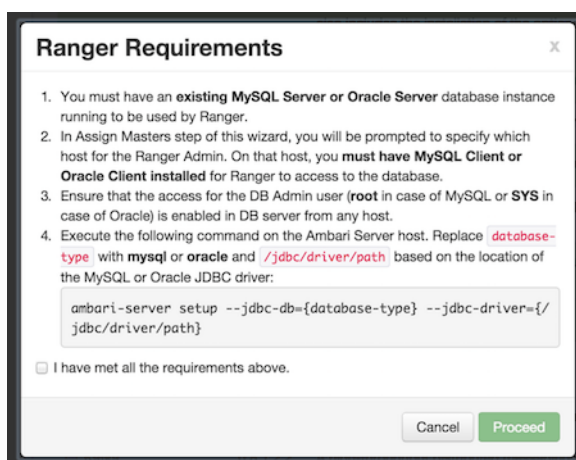 Ranger Requirements
x
1. You must have an existing MySQL Server or Oracle Server database instance
running to be used by Ranger.
2. In Assign Masters step of this wizard, you will be prompted to specify which
host for the Ranger Admin. On that host, you must have MySQL Client or
Oracle Client installed for Ranger to access to the database.
3. Ensure that the access for the DB Admin user (root in case of MySQL or SYS in
case of Oracle) is enabled in DB server from any host.
4. Execute the following command on the Ambari Server host. Replace database-
type with mysql or oracle and /jdbc/driver/path based on the location of
the MySQL or Oracle JDBC driver:
ambari-server setup --jdbc-db={database-type} --jdbc-driver={/
jdbc/driver/path}
I have met all the requirements above.
Cancel
Proceed